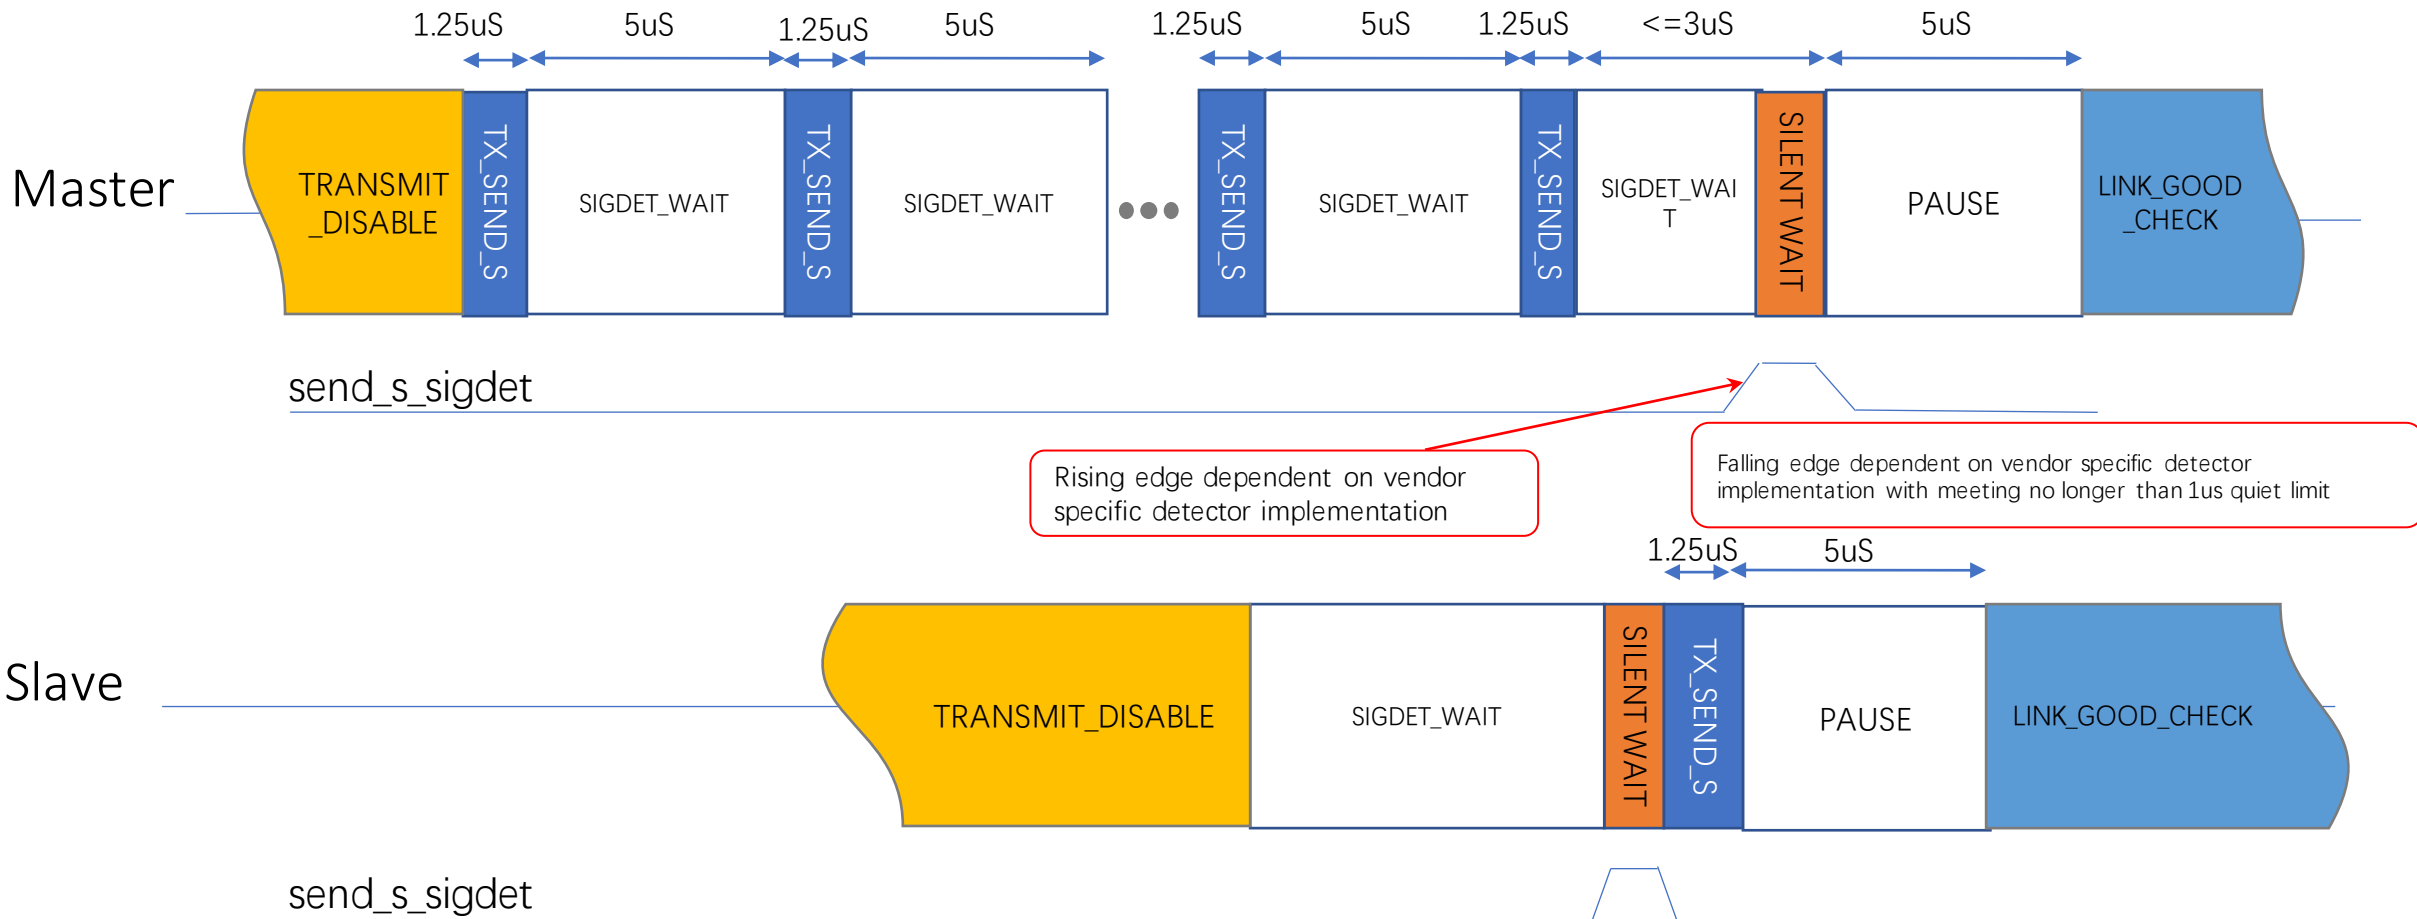 1.25uS 5uS 1.25uS 5uS 1.25uS 5uS 1.25uS <=3uS 5uS
Master
TRANSMIT
_DISABLE
TX_SEND_S
SIGDET_WAIT
TX_SEND_S
SIGDET_WAIT
TX_SEND_S
SIGDET_WAIT
TX_SEND_S
SIGDET_WAI
T
SILENT WAIT
PAUSE
LINK_GOOD
_CHECK
send_s_sigdet
Rising edge dependent on vendor
specific detector implementation
Falling edge dependent on vendor specific detector
implementation with meeting no longer than 1us quiet limit
1.25uS 5uS
Slave
TRANSMIT_DISABLE
SIGDET_WAIT
SILENT WAIT
TX_SEND_S
PAUSE
LINK_GOOD_CHECK
send_s_sigdet